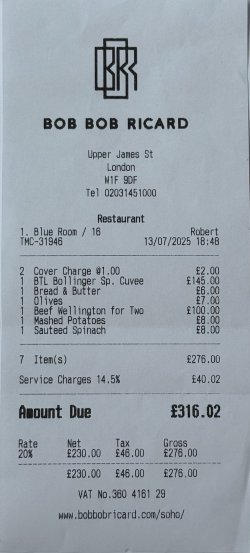 BBR
BOB BOB RICARD
Upper James St
London
W1F 9DF
Tel 02031451000
Restaurant
1. Blue Room / 16 Robert
TMC-31946 13/07/2025 18:48
2 Cover Charge @1.00 £2.00
1 BTL Bollinger Sp. Cuvee £145.00
1 Bread & Butter £6.00
1 Olives £7.00
1 Beef Wellington for Two £100.00
1 Mashed Potatoes £8.00
1 Sauteed Spinach £8.00
7 Item(s) £276.00
Service Charges 14.5% £40.02
Amount Due £316.02
Rate Net Tax Gross
20% £230.00 £46.00 £276.00
£230.00 £46.00 £276.00
VAT No.360 4161 29
www.bobbobricard.com/soho/